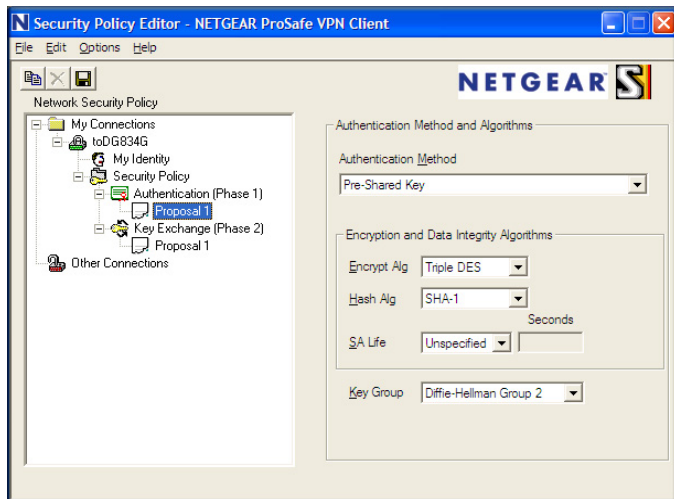 N Security Policy Editor - NETGEAR ProSafe VPN Client
File Edit Options Help
NETGEAR S
Network Security Policy
My Connections
toDG834G
My Identity
Security Policy
Authentication (Phase 1)
Proposal 1
Key Exchange (Phase 2)
Proposal 1
Other Connections
Authentication Method and Algorithms
Authentication Method
Pre-Shared Key
Encryption and Data Integrity Algorithms
Encrypt Alg Triple DES
Hash Alg SHA-1
Seconds
SA Life Unspecified
Key Group Diffie-Hellman Group 2